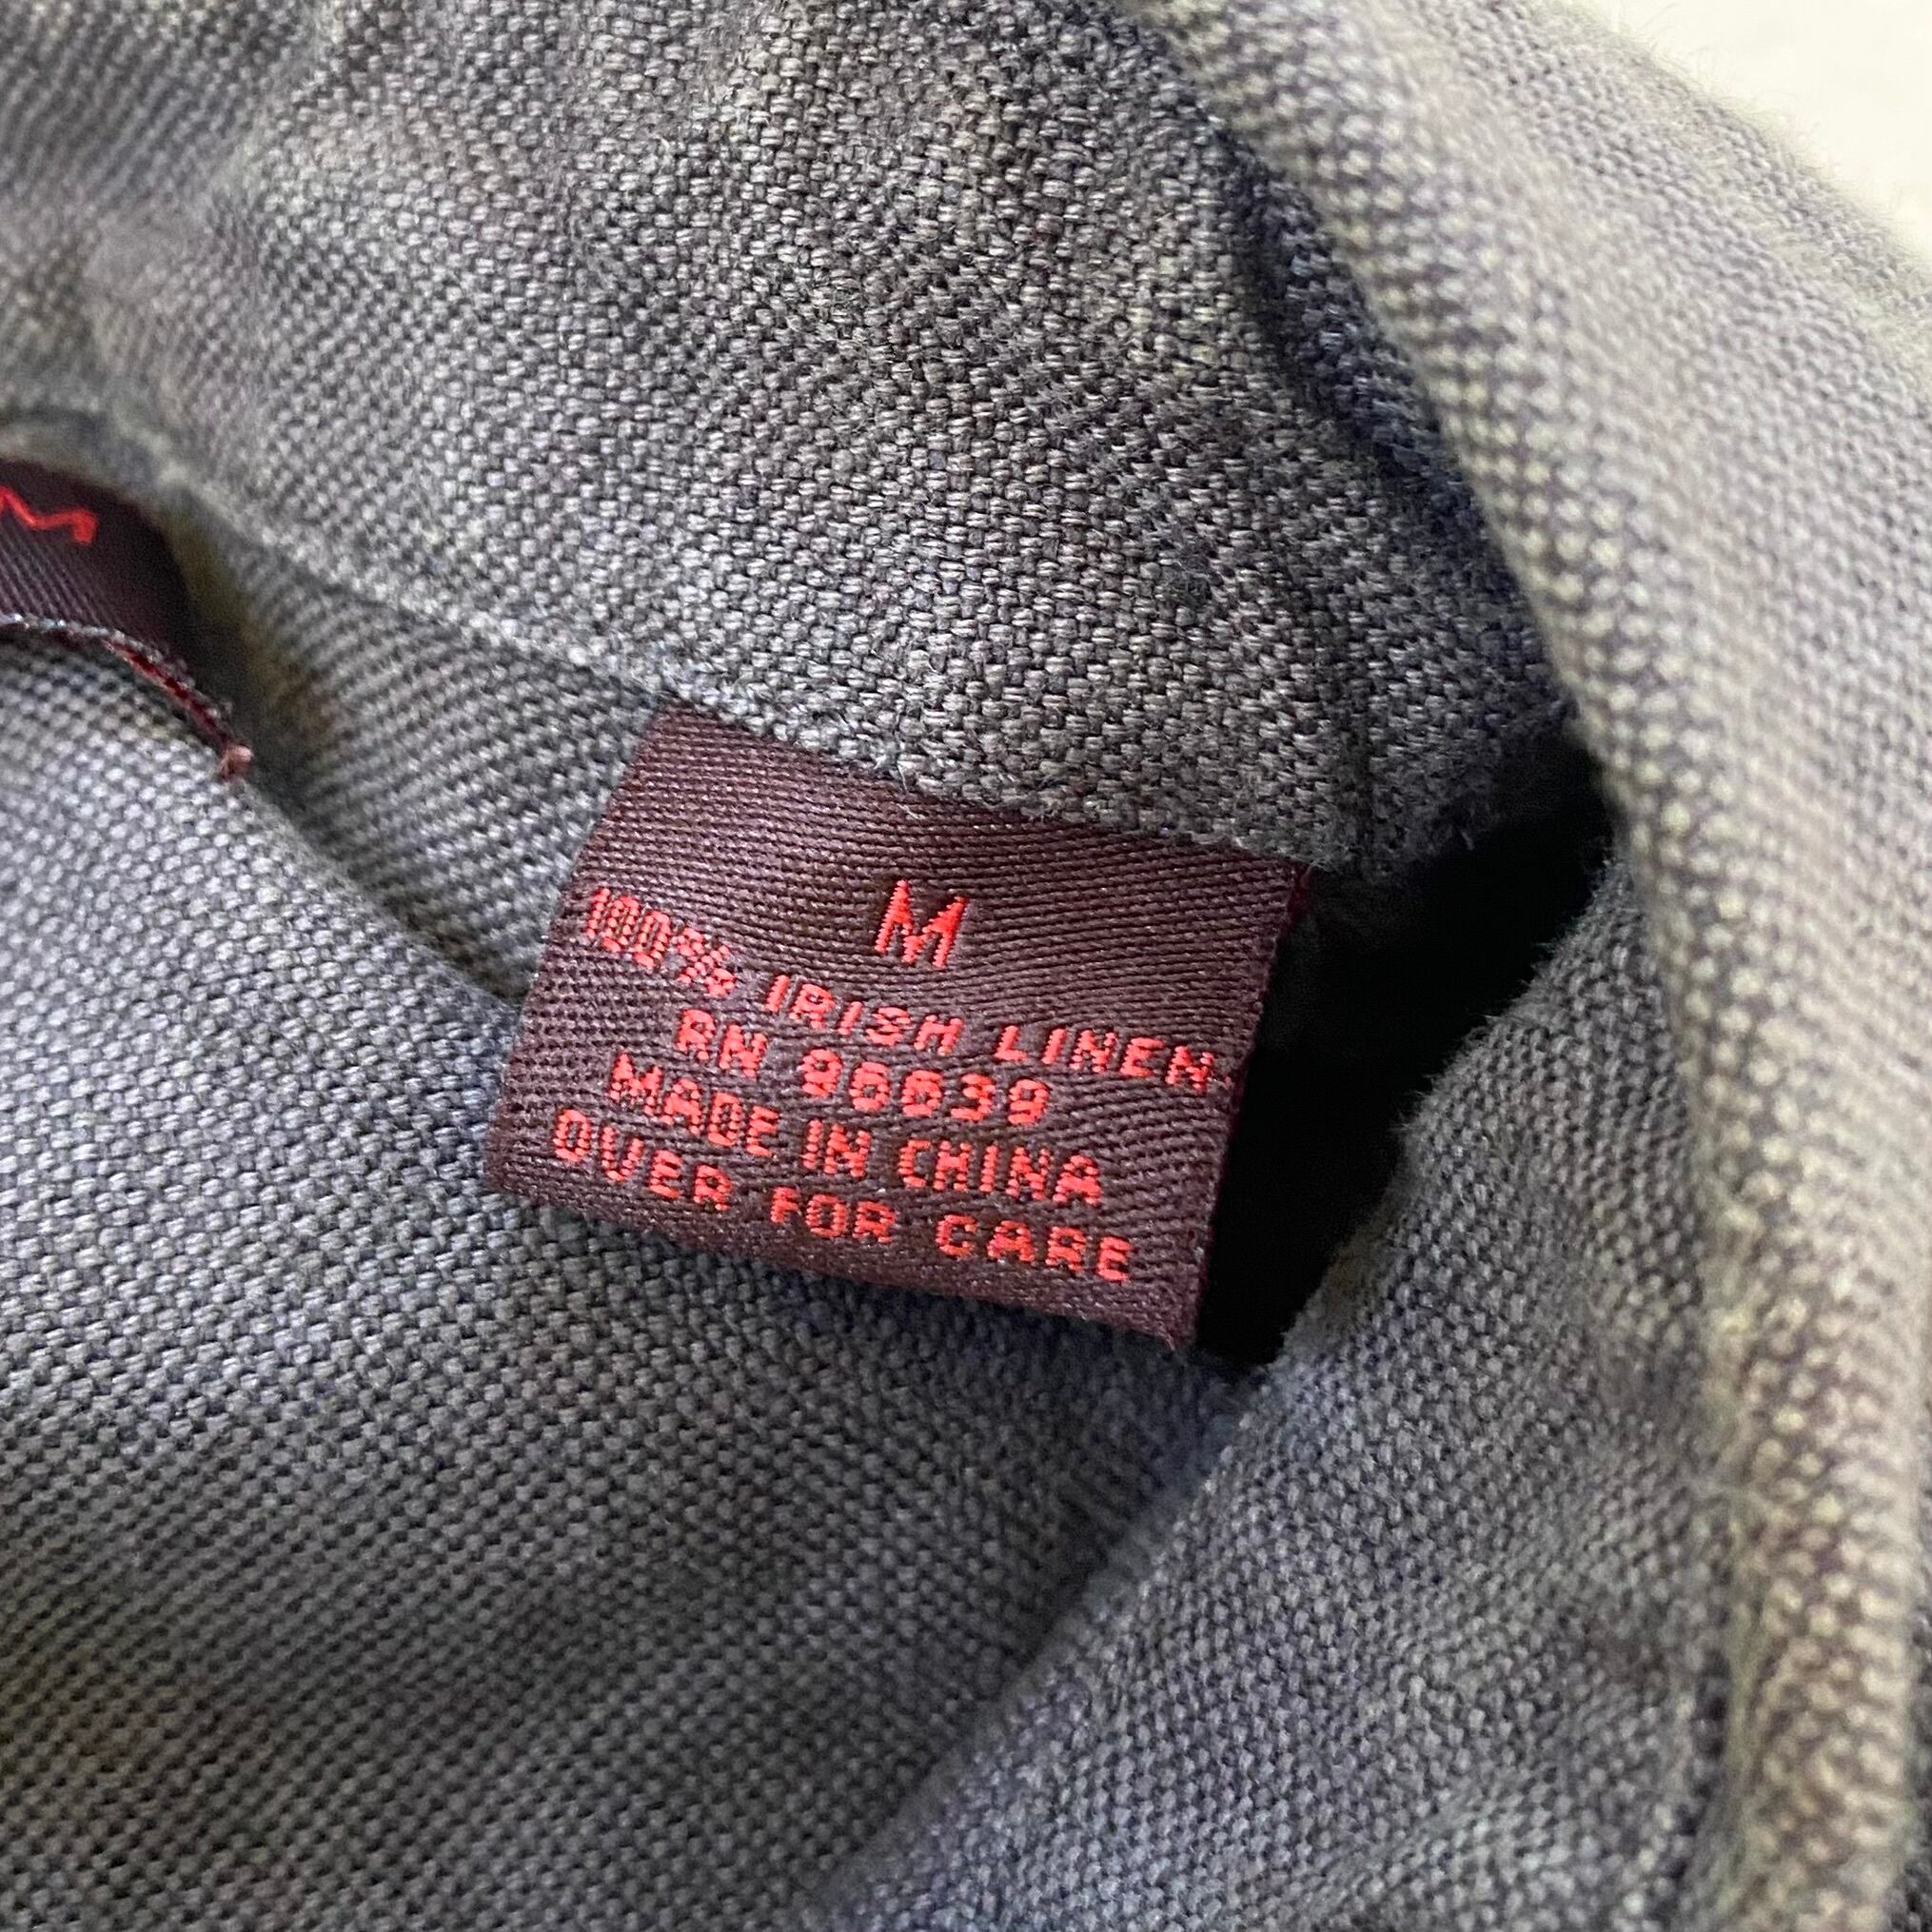 M
M
100% IRISH LINEN
RN 96639
MADE IN CHINA
OVER FOR CARE